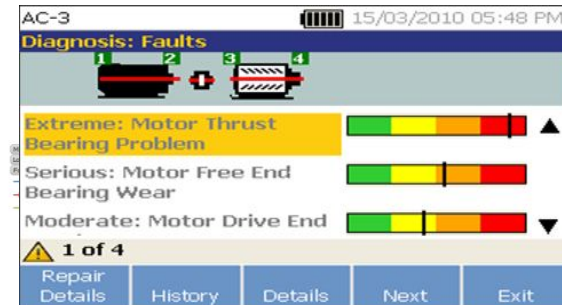 AC-3
15/03/2010 05:48 PM
Diagnosis: Faults
1 2 3 4
Extreme: Motor Thrust
Bearing Problem
Serious: Motor Free End
Bearing Wear
Moderate: Motor Drive End
1 of 4
Repair
Details
History
Details
Next
Exit